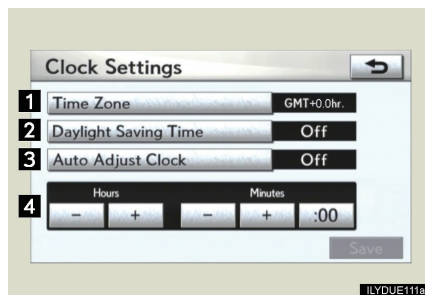 Clock Settings
1 Time Zone GMT+0.0hr.
2 Daylight Saving Time Off
3 Auto Adjust Clock Off
Hours Minutes
4 - + - + :00
Save
ILYDUE111a